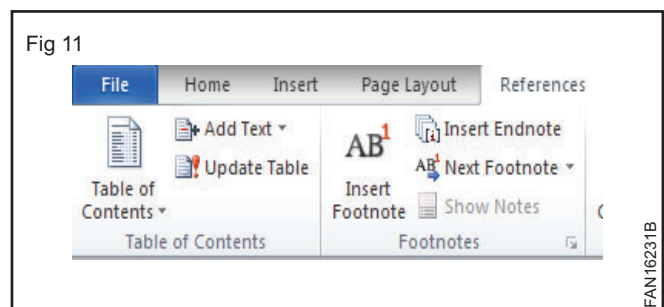 Fig 11
File Home Insert Page Layout References
Table of Contents
Add Text
Update Table
Table of Contents
AB1
Insert Footnote
Insert Endnote
AB1 Next Footnote
Show Notes
Footnotes
FAN16231B